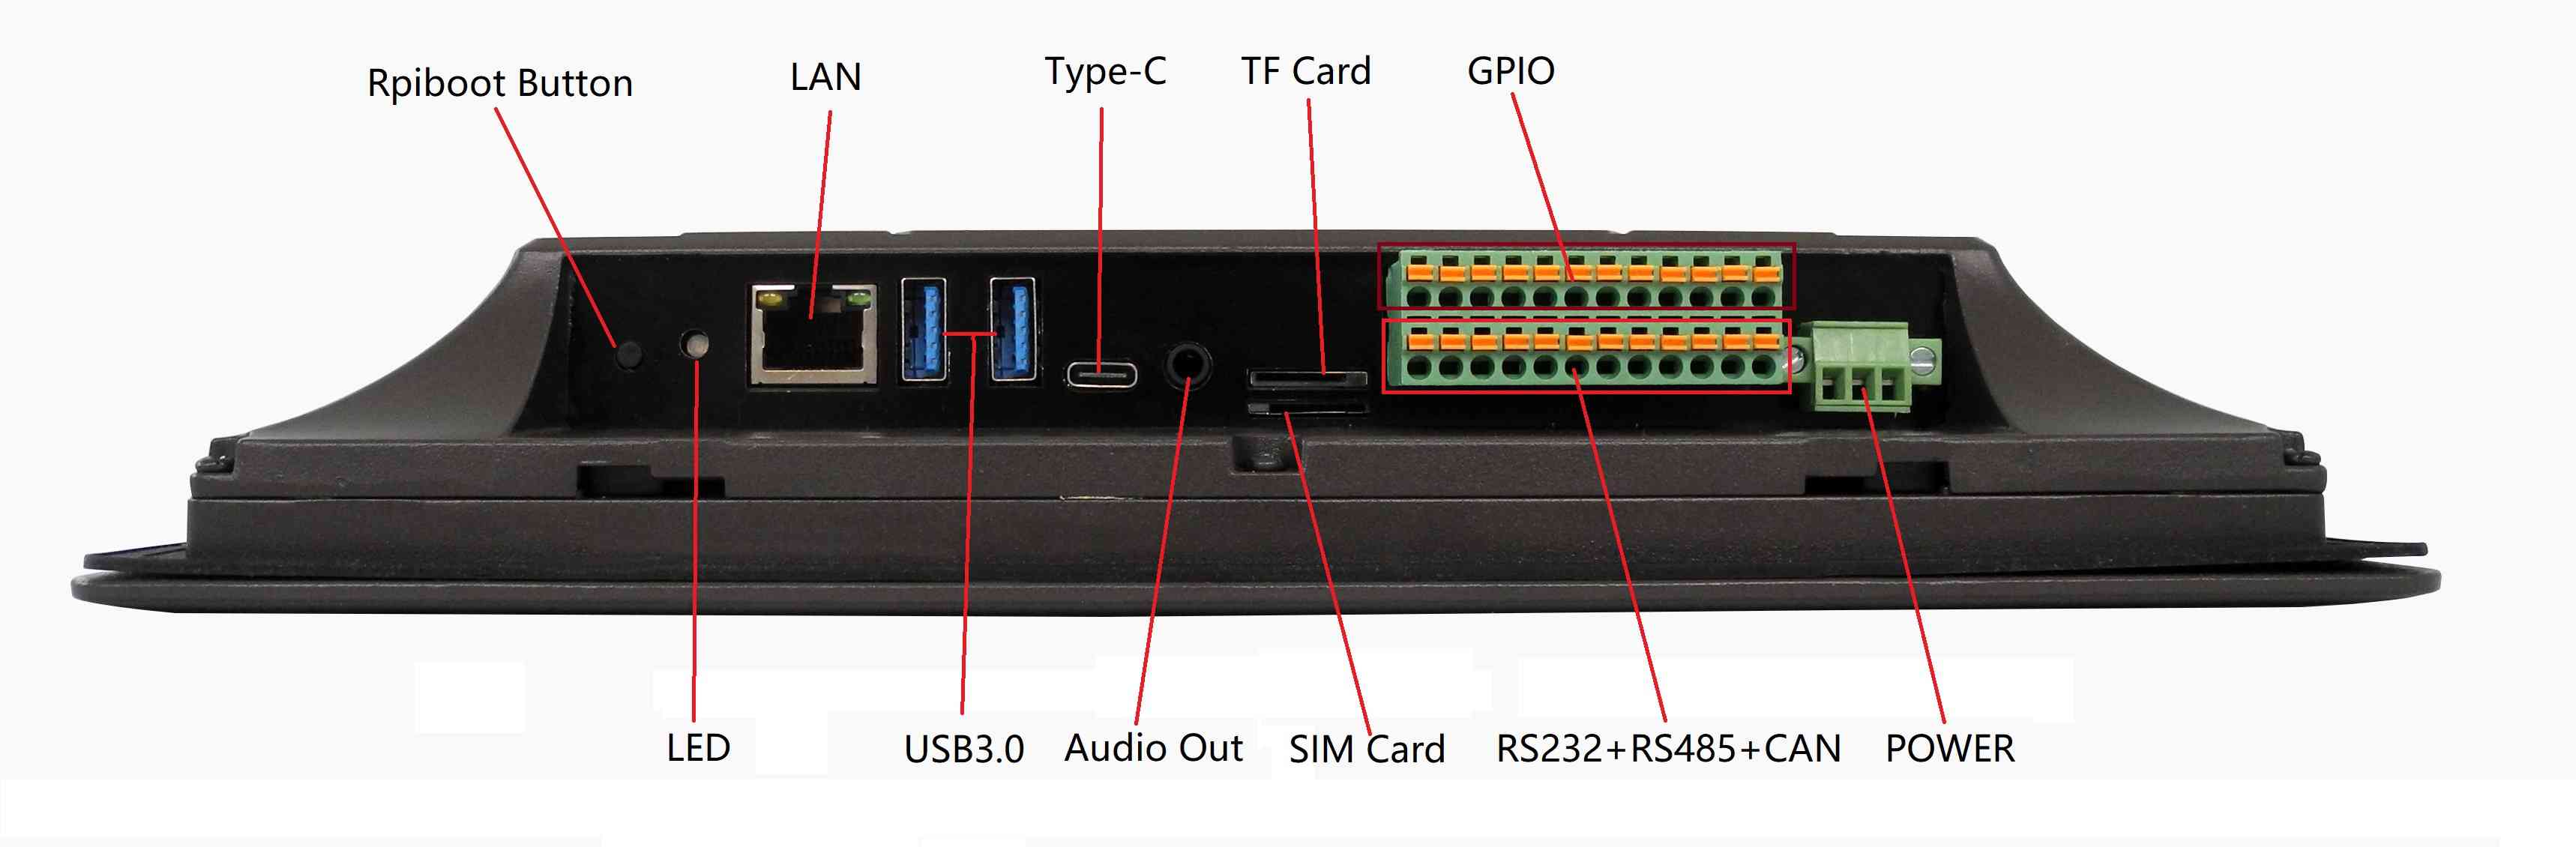 Rpiboot Button
LAN
Type-C
TF Card
GPIO
LED
USB3.0
Audio Out
SIM Card
RS232+RS485+CAN
POWER